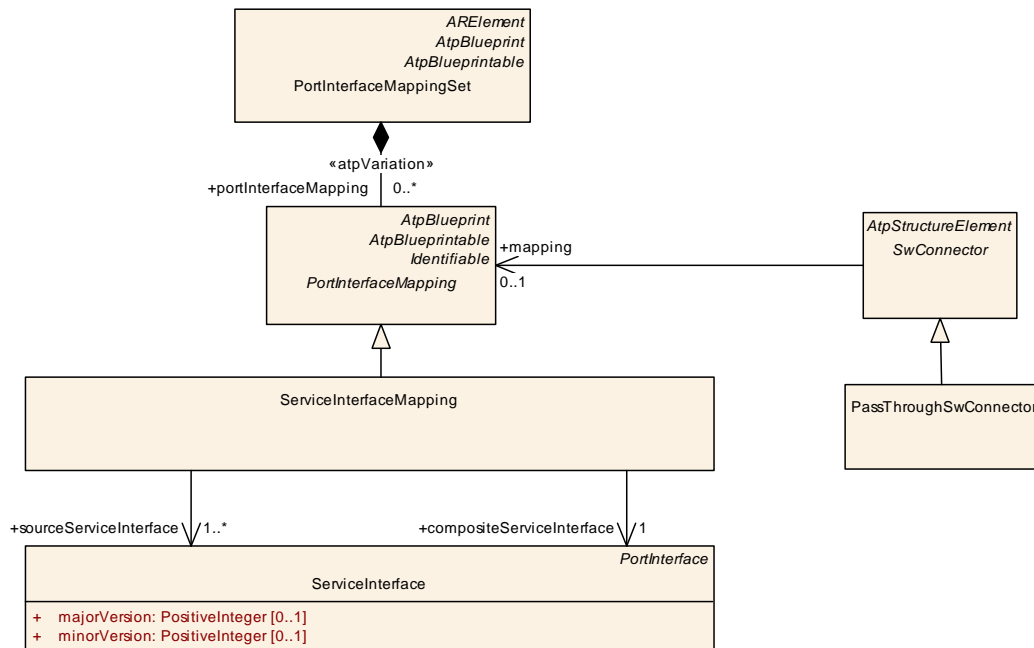 ARElement
AtpBlueprint
AtpBlueprintable
PortInterfaceMappingSet
«atpVariation»
+portInterfaceMapping 0..*
AtpBlueprint
AtpBlueprintable
Identifiable
PortInterfaceMapping
+mapping
0..1
AtpStructureElement
SwConnector
ServiceInterfaceMapping
PassThroughSwConnector
+sourceServiceInterface 1..*
+compositeServiceInterface 1
PortInterface
ServiceInterface
+ majorVersion: PositiveInteger [0..1]
+ minorVersion: PositiveInteger [0..1]